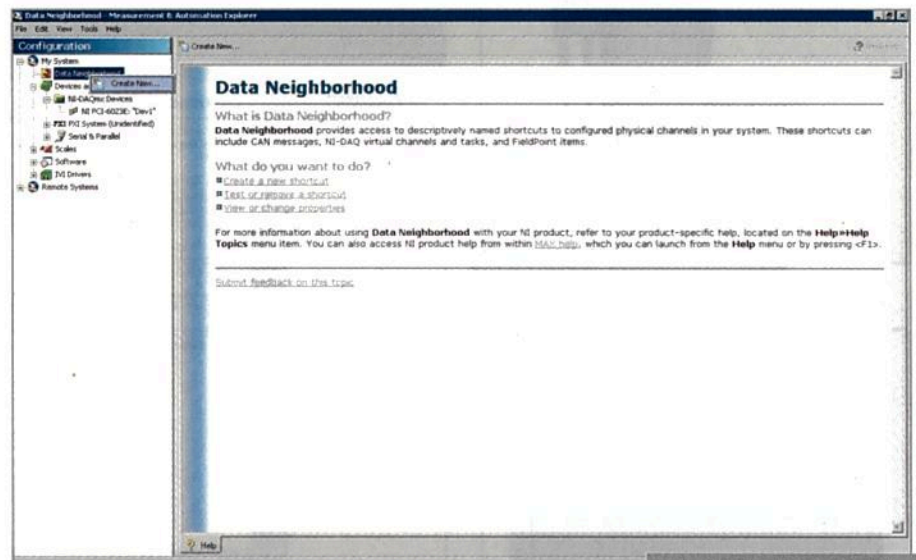 Data Neighborhood - Measurement & Automation Explorer
File Edit View Tools Help
Configuration
Create New...
My System
Data Neighborhood
Devices a
Create New...
NI-DAQmx Devices
NI PCI-6023E: "Dev1"
PXI PXI System (Unidentified)
Serial & Parallel
Scales
Software
IVI Drivers
Remote Systems
Data Neighborhood
What is Data Neighborhood?
Data Neighborhood provides access to descriptively named shortcuts to configured physical channels in your system. These shortcuts can
include CAN messages, NI-DAQ virtual channels and tasks, and FieldPoint items.
What do you want to do?
Create a new shortcut
Test or remove a shortcut
View or change properties
For more information about using Data Neighborhood with your NI product, refer to your product-specific help, located on the Help»Help
Topics menu item. You can also access NI product help from within MAX help, which you can launch from the Help menu or by pressing <F1>.
Submit feedback on this topic
Help